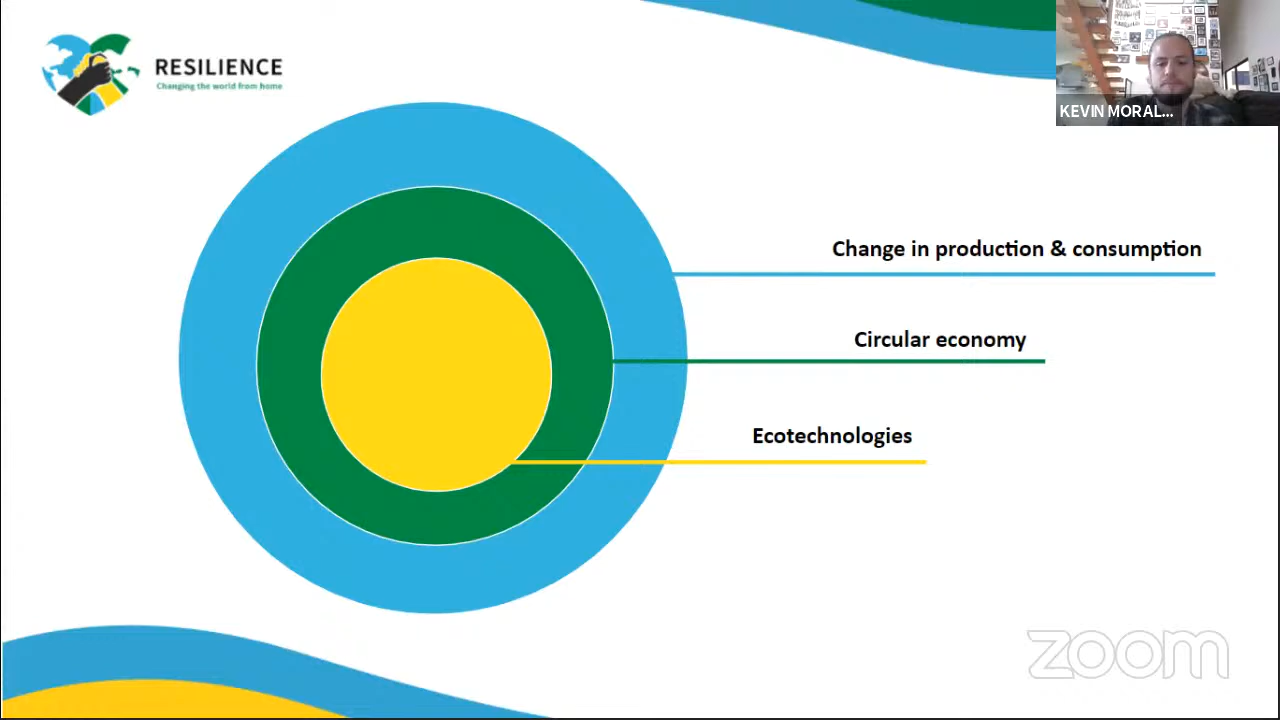 RESILIENCE
Changing the world from home
KEVIN MORAL...
Change in production & consumption
Circular economy
Ecotechnologies
zoom